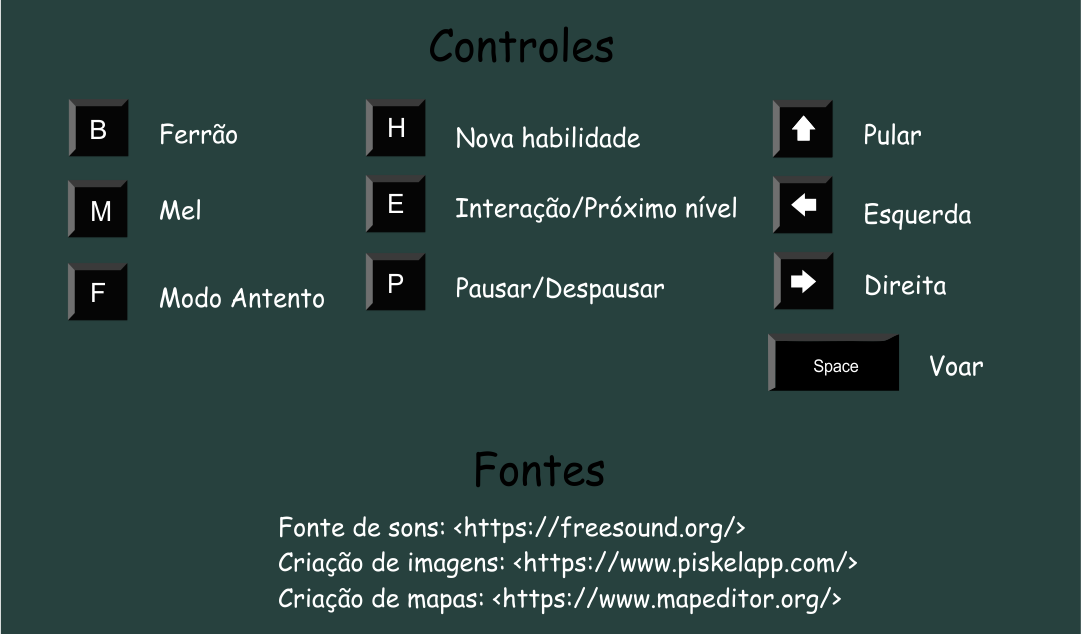 Controles
B Ferrão
H Nova habilidade
Pular
M Mel
E Interação/Próximo nível
Esquerda
F Modo Antento
P Pausar/Despausar
Direita
Space Voar
Fontes
Fonte de sons: <https://freesound.org/>
Criação de imagens: <https://www.piskelapp.com/>
Criação de mapas: <https://www.mapeditor.org/>